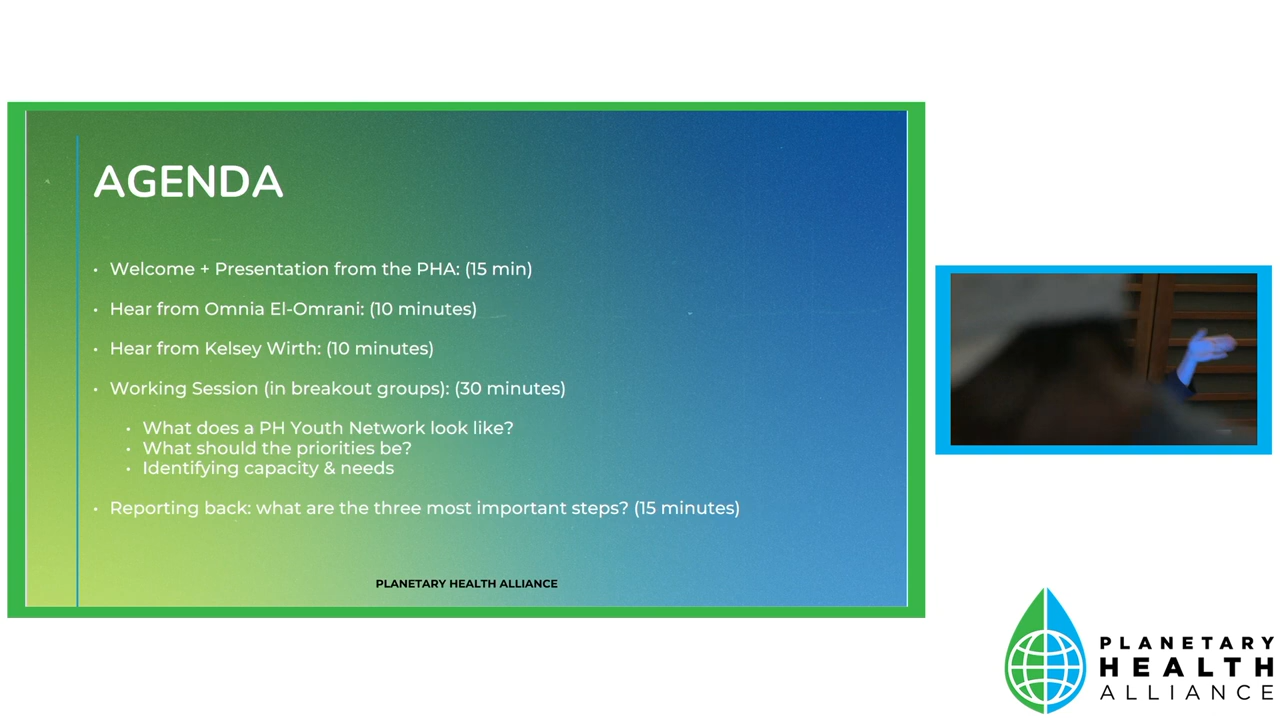 AGENDA
• Welcome + Presentation from the PHA: (15 min)
• Hear from Omnia El-Omrani: (10 minutes)
• Hear from Kelsey Wirth: (10 minutes)
• Working Session (in breakout groups): (30 minutes)
• What does a PH Youth Network look like?
• What should the priorities be?
• Identifying capacity & needs
• Reporting back: what are the three most important steps? (15 minutes)
PLANETARY HEALTH ALLIANCE
PLANETARY
HEALTH
ALLIANCE